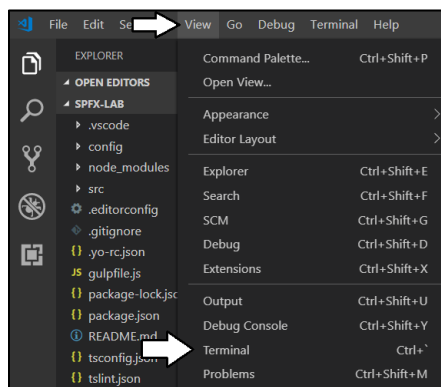 File Edit Se View Go Debug Terminal Help
EXPLORER
OPEN EDITORS
SPFX-LAB
.vscode
config
node_modules
src
.editorconfig
.gitignore
{} .yo-rc.json
JS gulpfile.js
{} package-lock.jsc
{} package.json
README.md
{} tsconfig.json
{} tslint.json
Command Palette... Ctrl+Shift+P
Open View...
Appearance
Editor Layout
Explorer Ctrl+Shift+E
Search Ctrl+Shift+F
SCM Ctrl+Shift+G
Debug Ctrl+Shift+D
Extensions Ctrl+Shift+X
Output Ctrl+Shift+U
Debug Console Ctrl+Shift+Y
Terminal Ctrl+`
Problems Ctrl+Shift+M